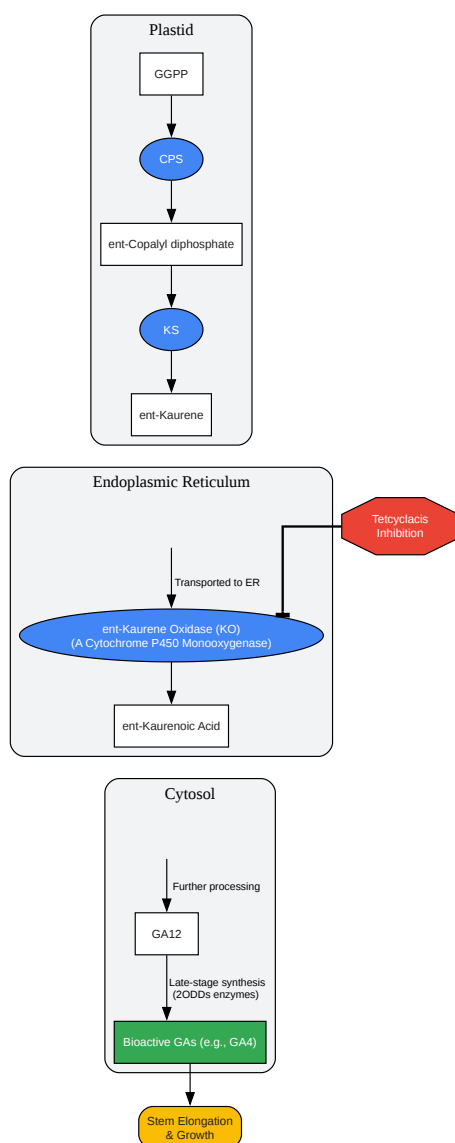 Plastid
GGPP
CPS
ent-Copalyl diphosphate
KS
ent-Kaurene
Endoplasmic Reticulum
Tetcyclacis
Inhibition
Transported to ER
ent-Kaurene Oxidase (KO)
(A Cytochrome P450 Monooxygenase)
ent-Kaurenoic Acid
Cytosol
Further processing
GA12
Late-stage synthesis
(2ODDs enzymes)
Bioactive GAs (e.g., GA4)
Stem Elongation
& Growth